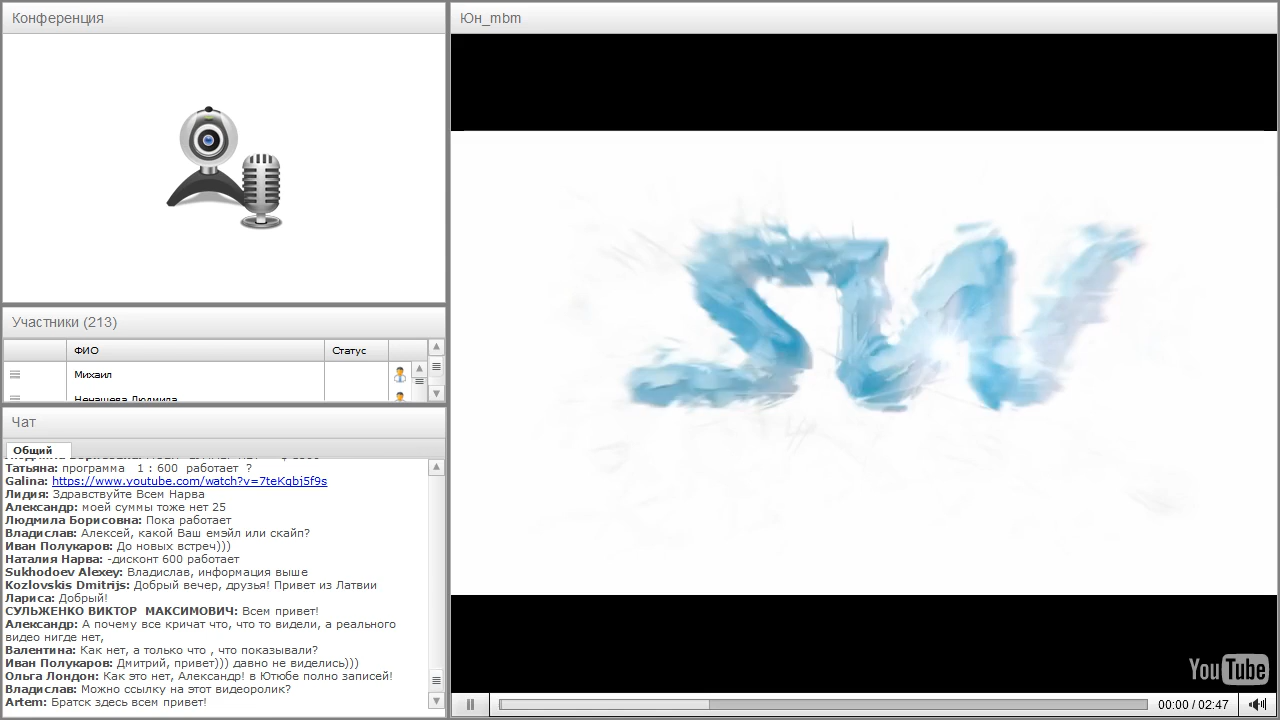 Конференция
Юн_mbm
Участники (213)
ФИО
Статус
Михаил
Ненашева Людмила
Чат
Общий
Татьяна: программа 1 : 600 работает ?
Galina: https://www.youtube.com/watch?v=7teKqbj5f9s
Лидия: Здравствуйте Всем Нарва
Александр: моей суммы тоже нет 25
Людмила Борисовна: Пока работает
Владислав: Алексей, какой Ваш емэйл или скайп?
Иван Полукаров: До новых встреч)))
Наталия Нарва: -дисконт 600 работает
Sukhodoev Alexey: Владислав, информация выше
Kozlovskis Dmitrijs: Добрый вечер, друзья! Привет из Латвии
Лариса: Добрый!
СУЛЬЖЕНКО ВИКТОР МАКСИМОВИЧ: Всем привет!
Александр: А почему все кричат что, что то видели, а реального
видео нигде нет,
Валентина: Как нет, а только что , что показывали?
Иван Полукаров: Дмитрий, привет))) давно не виделись)))
Ольга Лондон: Как это нет, Александр! в Ютюбе полно записей!
Владислав: Можно ссылку на этот видеоролик?
Artem: Братск здесь всем привет!
SW
YouTube
00:00 / 02:47